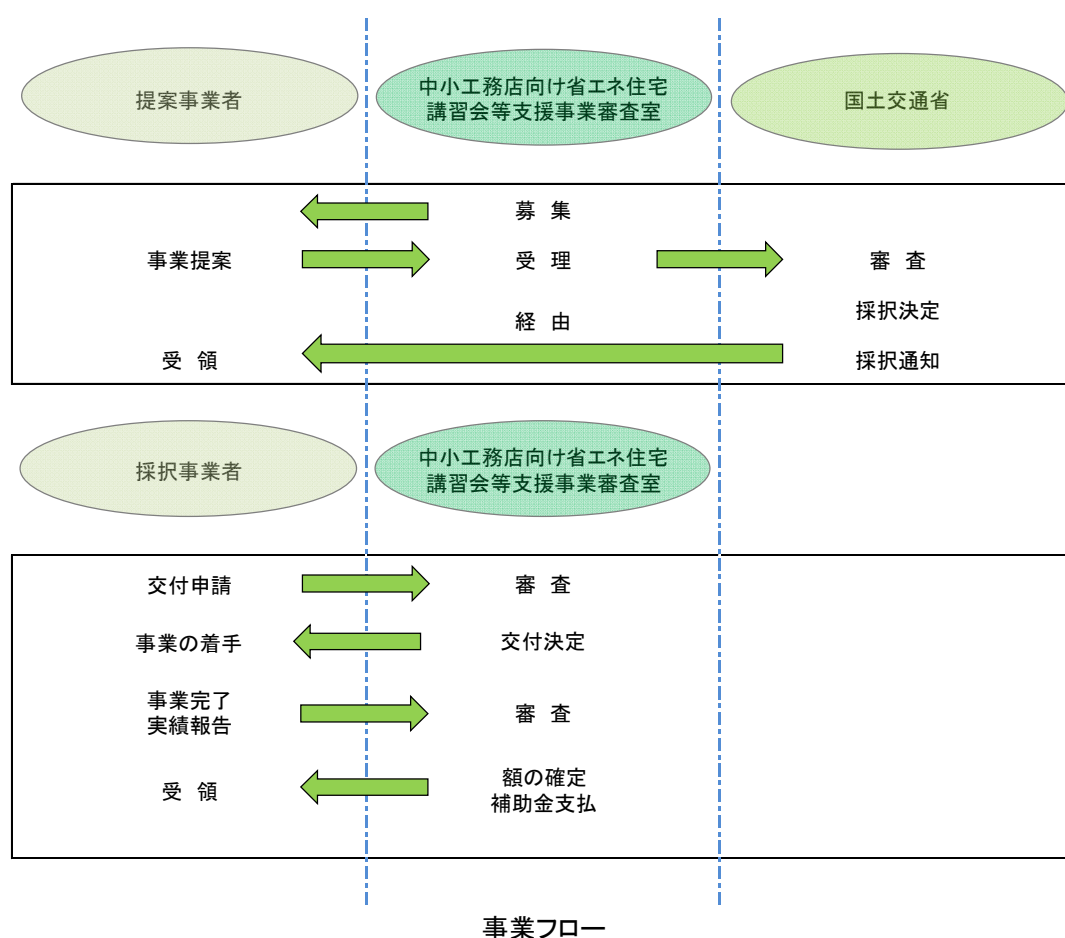 提案事業者
中小工務店向け省エネ住宅
講習会等支援事業審査室
国土交通省
募 集
事業提案
受 理
審 査
採択決定
経 由
受 領
採択通知
採択事業者
中小工務店向け省エネ住宅
講習会等支援事業審査室
交付申請
審 査
事業の着手
交付決定
事業完了
実績報告
審 査
受 領
額の確定
補助金支払
事業フロー